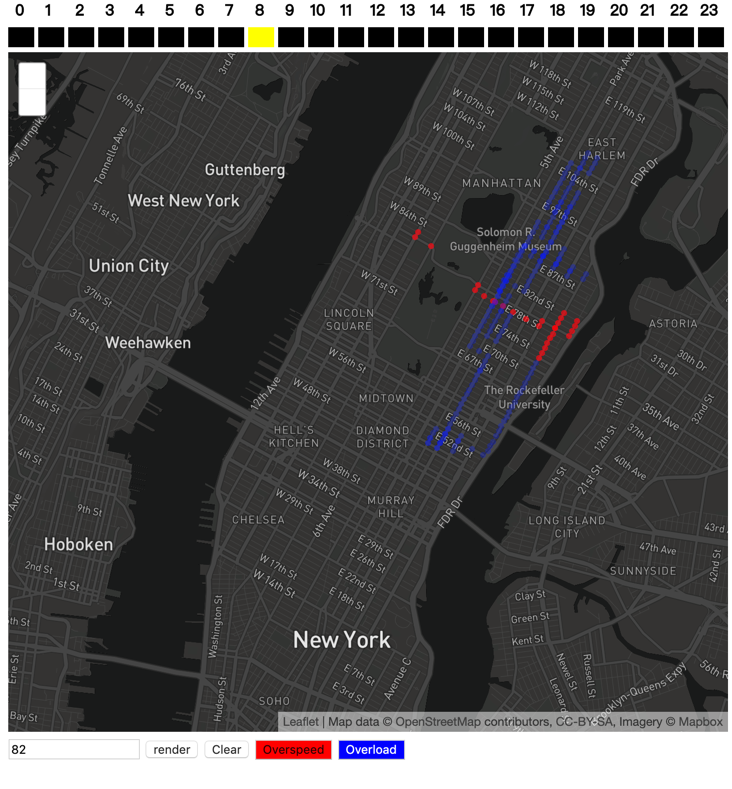 0 1 2 3 4 5 6 7 8 9 10 11 12 13 14 15 16 17 18 19 20 21 22 23
3rd A
W 118th St
Park Ave
76th St
W 115th St
W 107th St
W 112th St
E 119th St
69th St
W 104th St
sey Turnpike
W 100th St
Tonnelle Ave
5th Ave
EAST
HARLEM
Guttenberg
FDR Dr
E 104th St
MANHATTAN
W 89th St
West New York
51st St
W 84th St
E 97th St
Solomon R.
Guggenheim Museum
Union City
W 71st St
E 87th St
37th St
E 82nd St
31st St
LINCOLN
SQUARE
E 78th St
ASTORIA
Weehawken
E 74th St
24th St
E 70th St
30th Dr
W 56th St
E 67th St
31st Dr
17th St
W 48th St
The Rockefeller
University
14th St
12th Ave
MIDTOWN
11th St
32nd St
10th St
35th Ave
HELL'S
KITCHEN
DIAMOND
DISTRICT
E 56th St
E 52nd St
12th St
37th Ave
4th St
W 38th St
40th Ave
W 34th St
21st St
9th St
W 29th St
MURRAY
HILL
9th St
6th Ave
FDR Dr
CHELSEA
LONG ISLAND
CITY
43rd
Hoboken
E 29th St
47th Ave
E 26th St
42nd St
2nd St
W 17th St
SUNNYSIDE
1st St
W 14th St
E 22nd St
E 18th St
Clay St
Green St
Washington St
New York
Kent St
E 7th St
Newel St
Russell St
56th R
Erie St
Avenue C
E 3rd St
Hudson St
Leonard
ooklyn-Queens Expy
SOHO
Bay St
Leaflet | Map data © OpenStreetMap contributors, CC-BY-SA, Imagery © Mapbox
82 render Clear Overspeed Overload